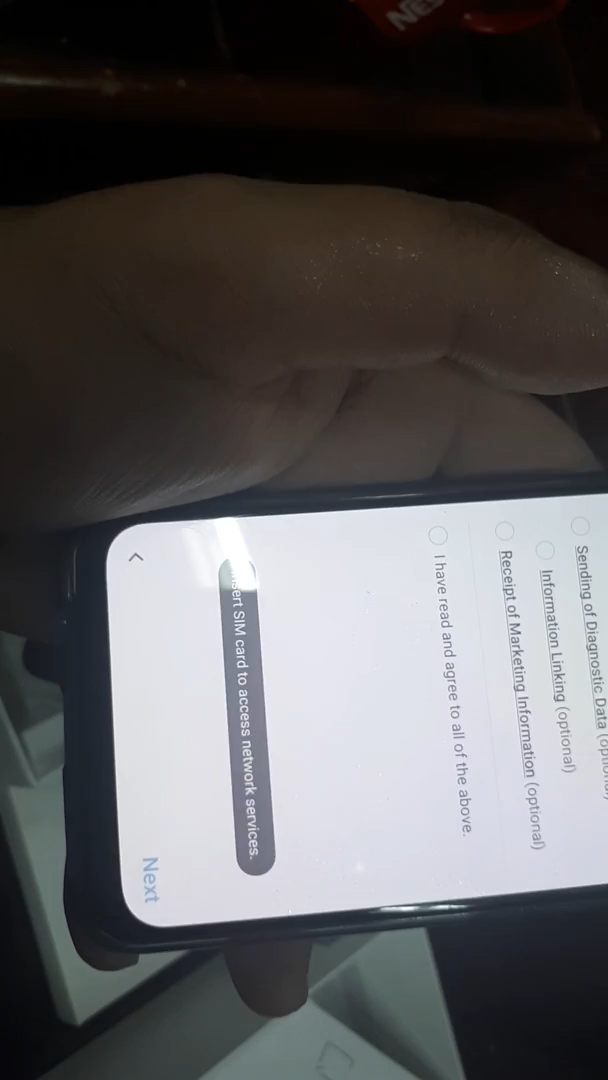 Sending of Diagnostic Data
Information Linking (optional)
Receipt of Marketing Information (optional)
I have read and agree to all of the above.
SIM card to access network services.
Next